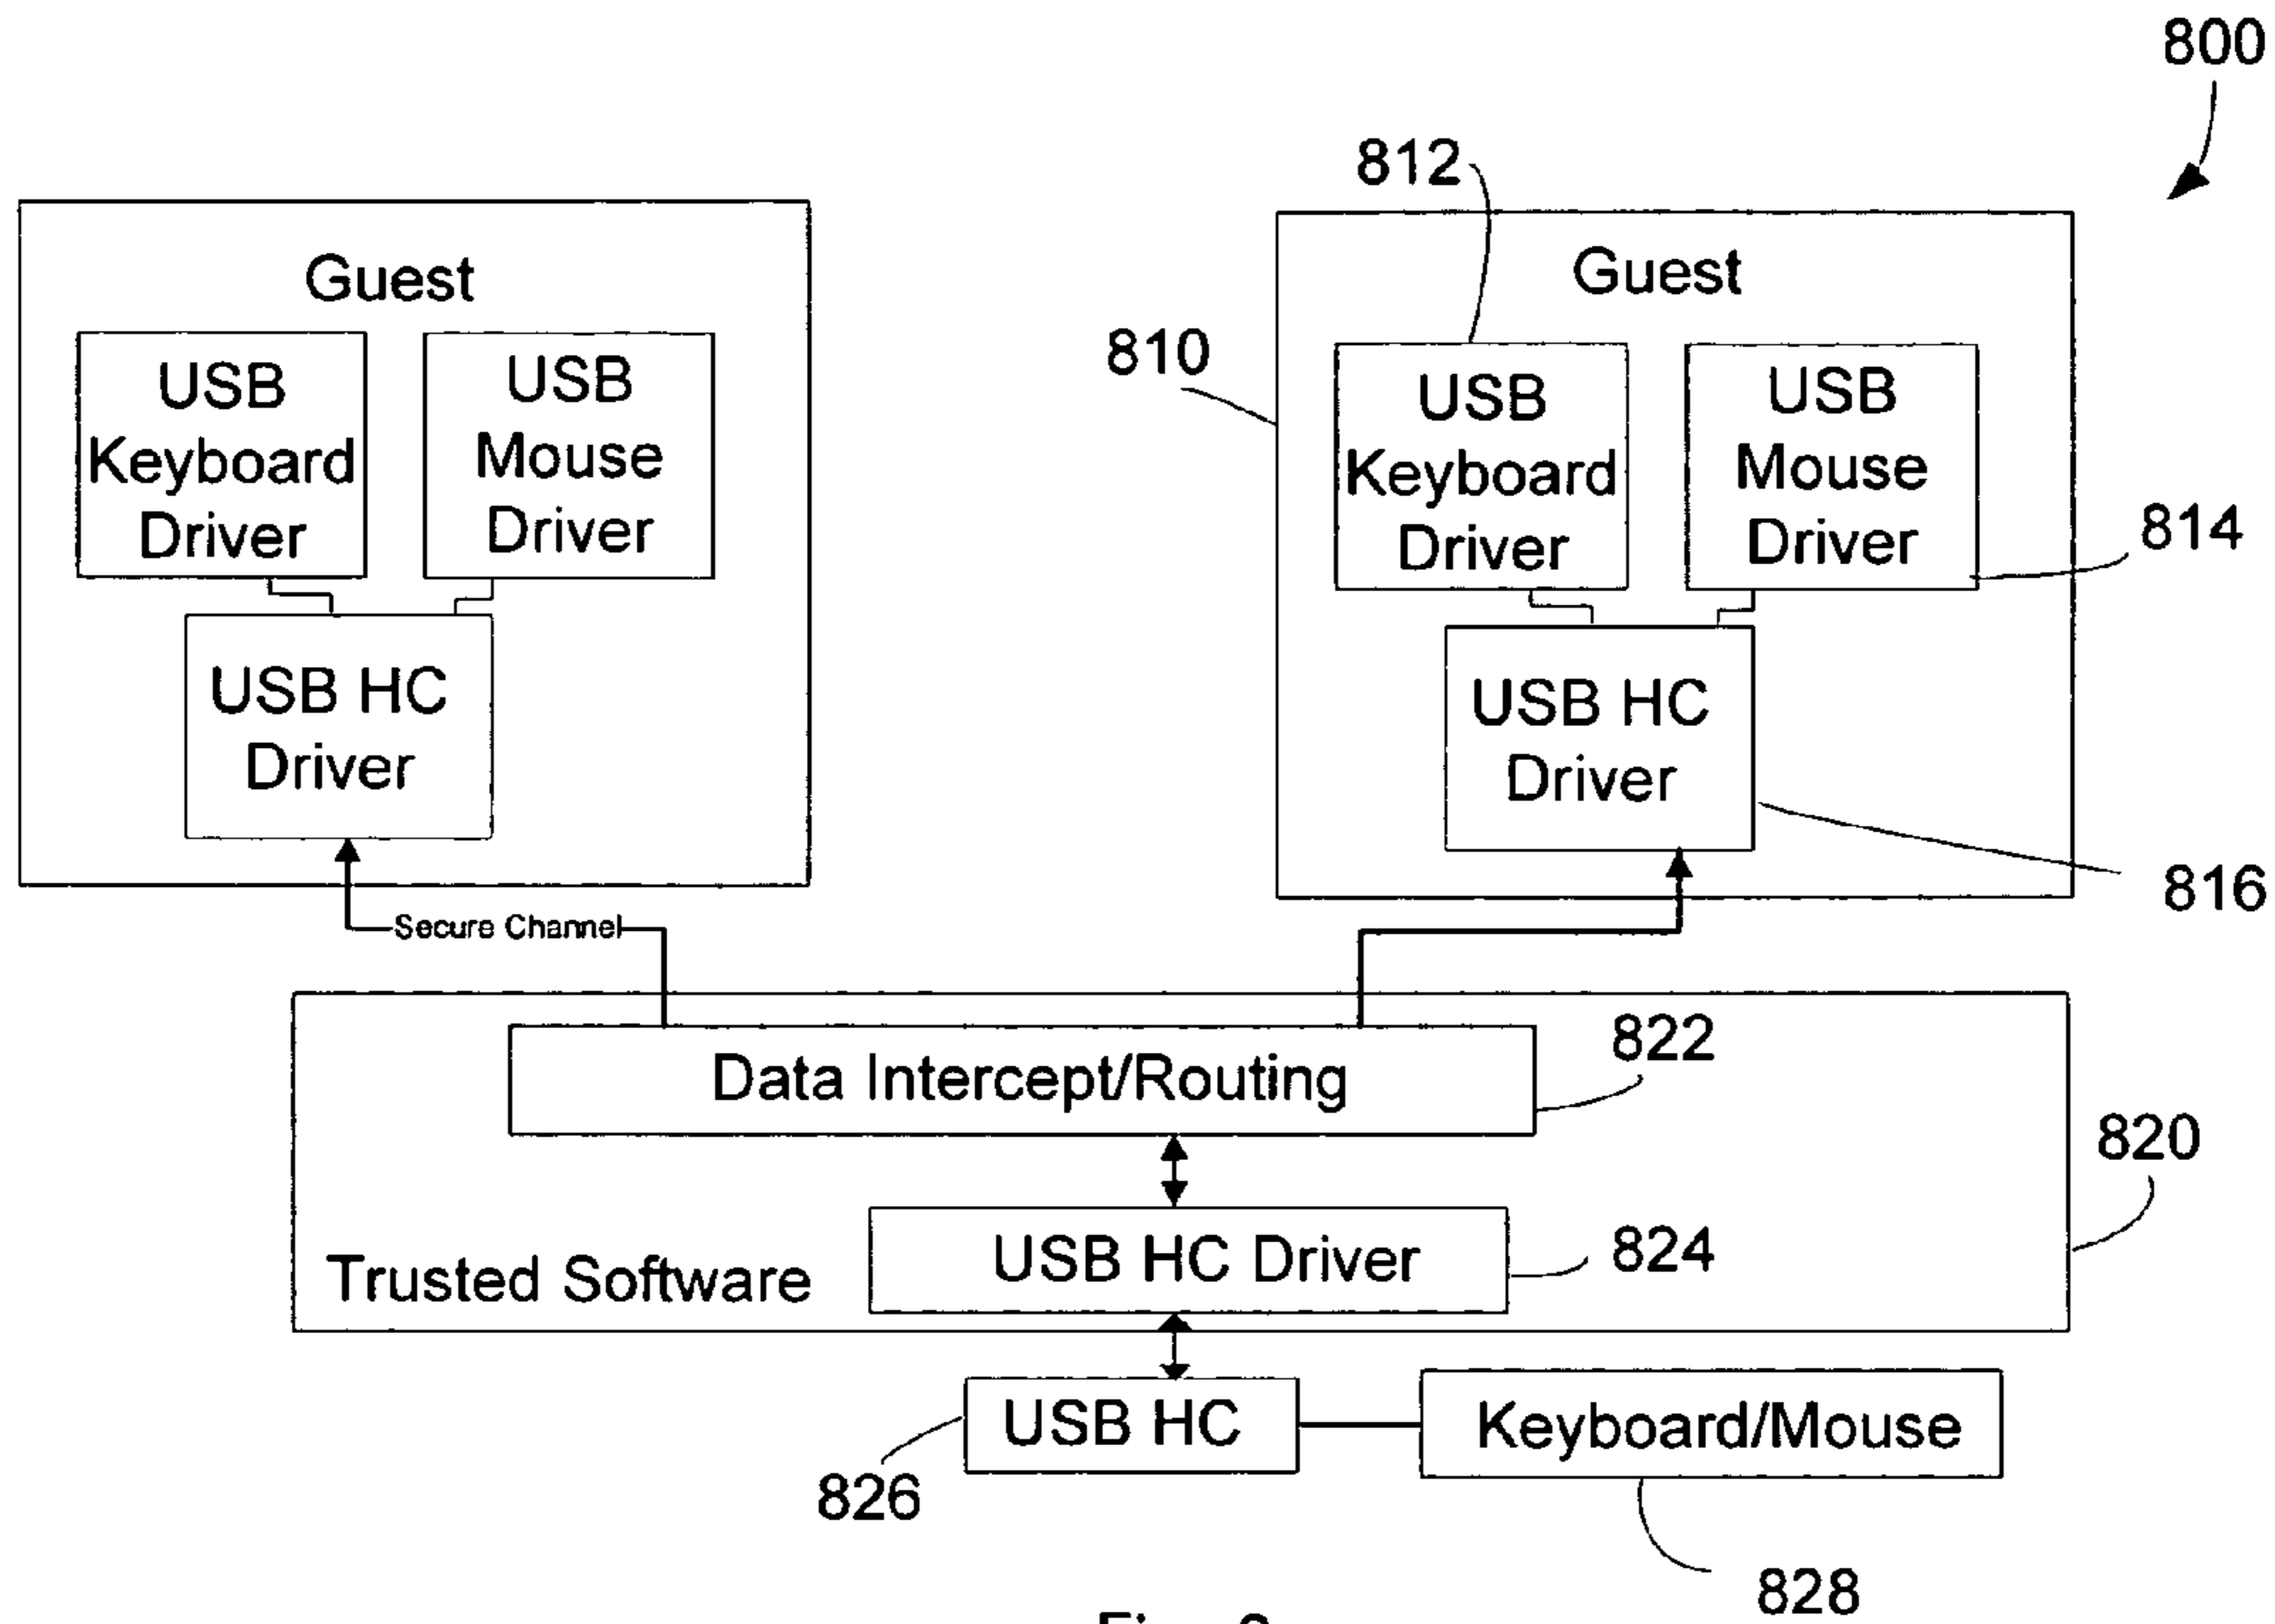 800
812
Guest
USB
Keyboard
Driver
USB
Mouse
Driver
USB HC
Driver
810
Guest
USB
Keyboard
Driver
USB
Mouse
Driver
814
USB HC
Driver
816
Secure Channel
Data Intercept/Routing
822
820
USB HC Driver
824
Trusted Software
USB HC
Keyboard/Mouse
826
828